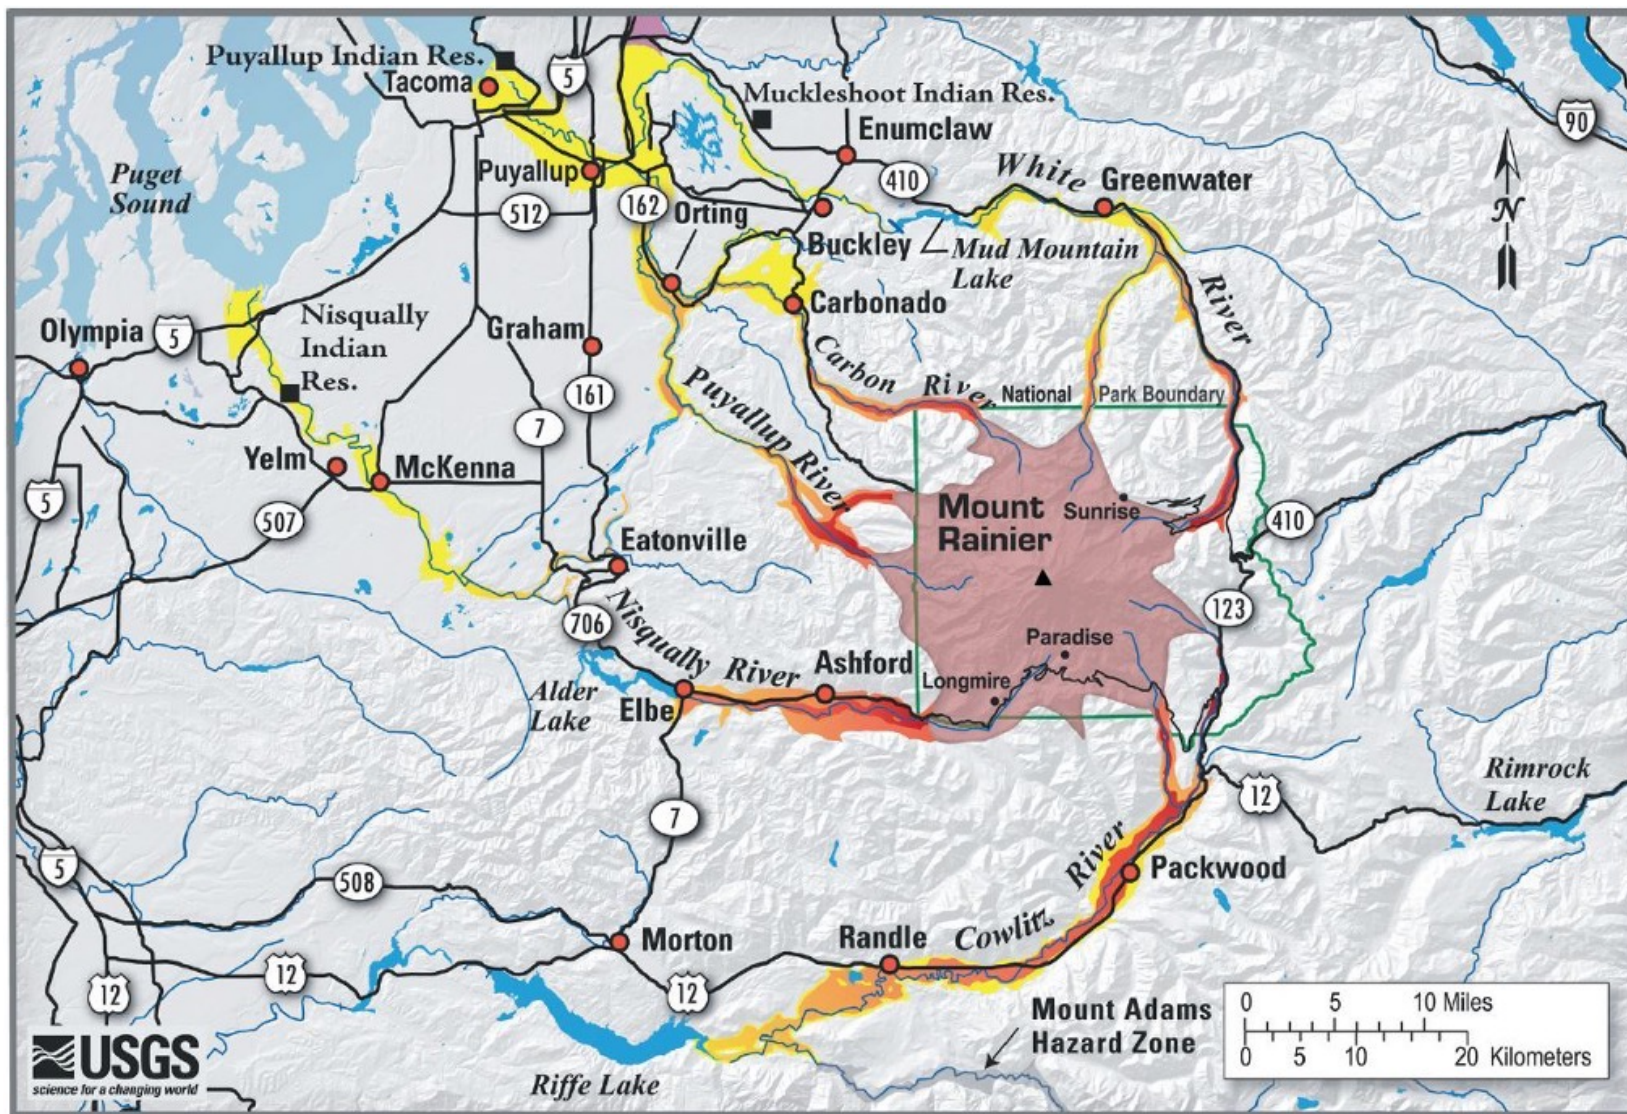 Puyallup Indian Res.
Tacoma
5
Muckleshoot Indian Res.
Enumclaw
90
Puget
Sound
Puyallup
512
162
Orting
410
White
Greenwater
Buckley
Mud Mountain
Lake
River
N
Olympia
5
Nisqually
Indian
Res.
Graham
161
7
Carbonado
Carbon
River
National
Park Boundary
Puyallup River
Yelm
McKenna
5
507
Mount
Rainier
Sunrise
410
Eatonville
706
Nisqually
River
Ashford
Paradise
Longmire
123
Alder
Lake
Elbe
7
12
Rimrock
Lake
5
508
River
Packwood
Morton
Randle
Cowlitz
12
12
12
Mount Adams
Hazard Zone
0 5 10 Miles
0 5 10 20 Kilometers
USGS
science for a changing world
Riffe Lake